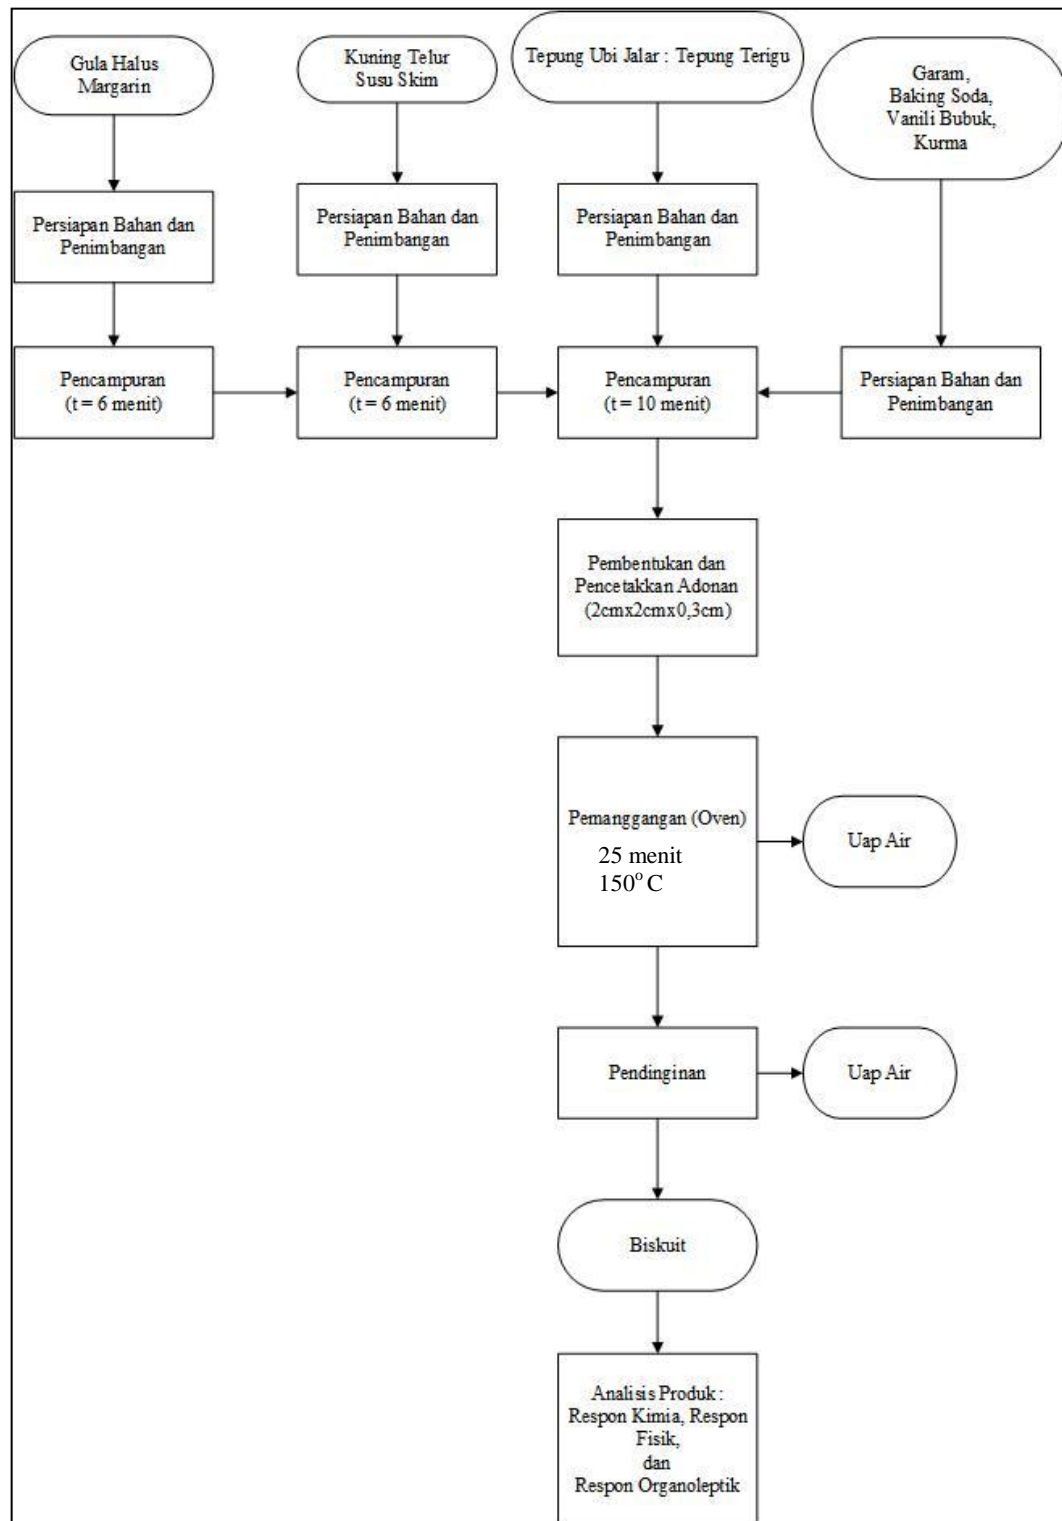 Gula Halus
Margarin
Kuning Telur
Susu Skim
Tepung Ubi Jalar : Tepung Terigu
Garam,
Baking Soda,
Vanili Bubuk,
Kurma
Persiapan Bahan dan
Penimbangan
Persiapan Bahan dan
Penimbangan
Persiapan Bahan dan
Penimbangan
Pencampuran
(t = 6 menit)
Pencampuran
(t = 6 menit)
Pencampuran
(t = 10 menit)
Persiapan Bahan dan
Penimbangan
Pembentukan dan
Pencetakkan Adonan
(2cmx2cmx0,3cm)
Pemanggangan (Oven)
25 menit
150° C
Uap Air
Pendinginan
Uap Air
Biskuit
Analisis Produk :
Respon Kimia, Respon
Fisik,
dan
Respon Organoleptik